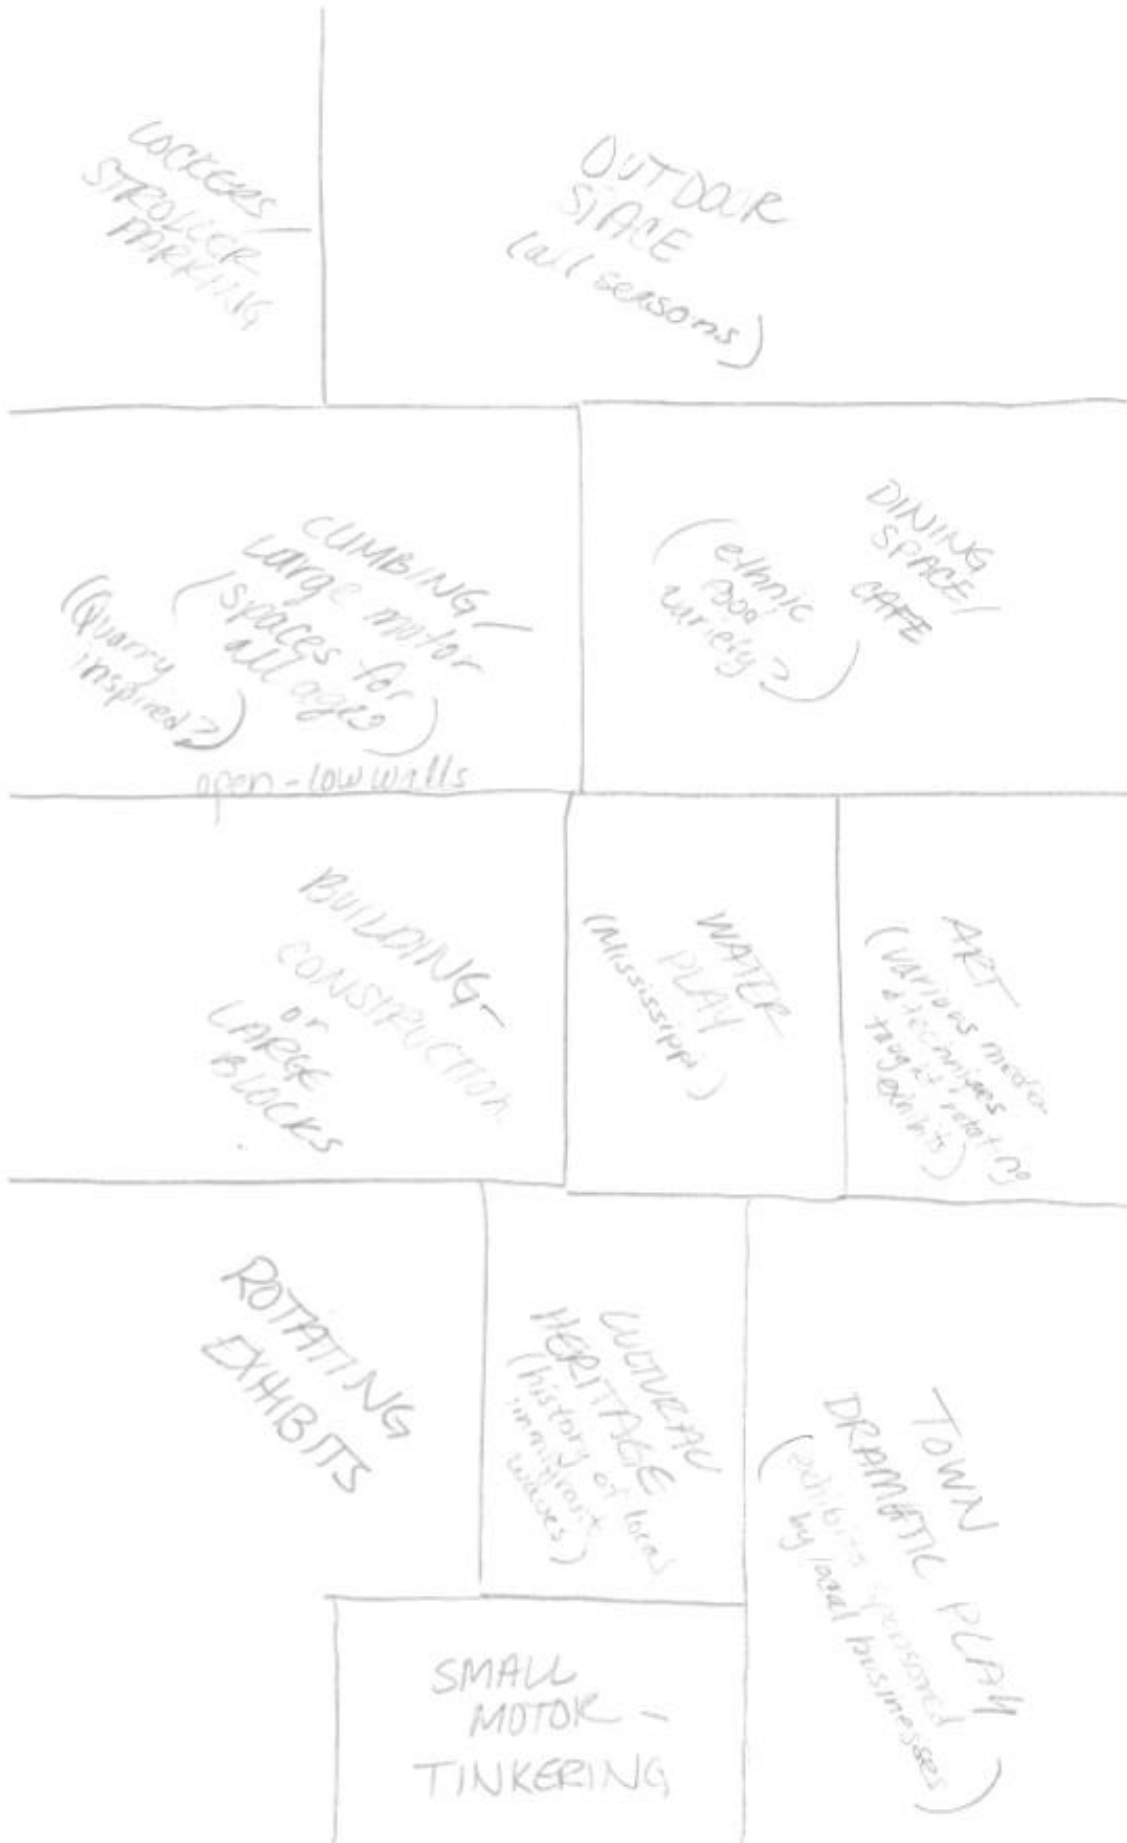 LOCKERS/
STROLLER
PARKING
OUTDOOR
SPACE
(all seasons)
CLIMBING-
Large motor
(spaces for
all ages)
(Quarry
inspired?)
open - low walls
DINING
SPACE/
CAFE
(ethnic
food
variety?)
BUILDING-
CONSTRUCTION
or
LARGE
BLOCKS
WATER
PLAY
(Mississippi)
ART
(various media
& techniques
taught, rotating
exhibits)
ROTATING
EXHIBITS
CULTURAL
HERITAGE
(history of local
immigrant
waves)
TOWN
DRAMATIC PLAY
(exhibits sponsored
by local businesses)
SMALL
MOTOR -
TINKERING